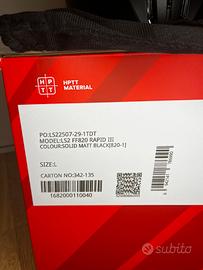 H P
T T
HPTT
MATERIAL
PO:LS22507-29-1TDT
MODEL:LS2 FF820 RAPID III
COLOUR:SOLID MATT BLACK[820-1]
SIZE:L
CARTON NO:342-135
1682000110040
subito